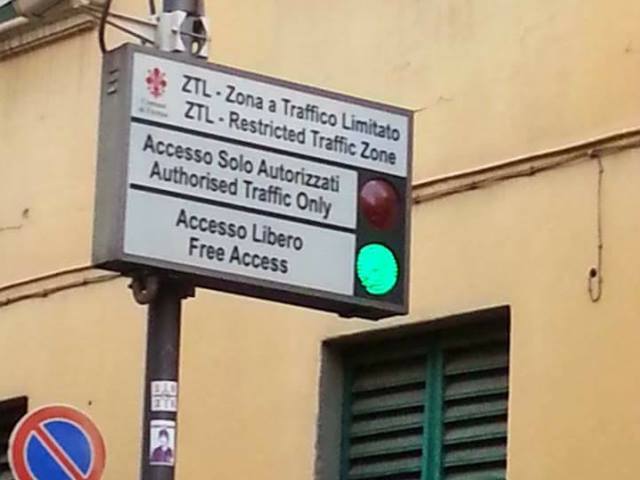 ZTL - Zona a Traffico Limitato
ZTL - Restricted Traffic Zone
Accesso Solo Autorizzati
Authorised Traffic Only
Accesso Libero
Free Access